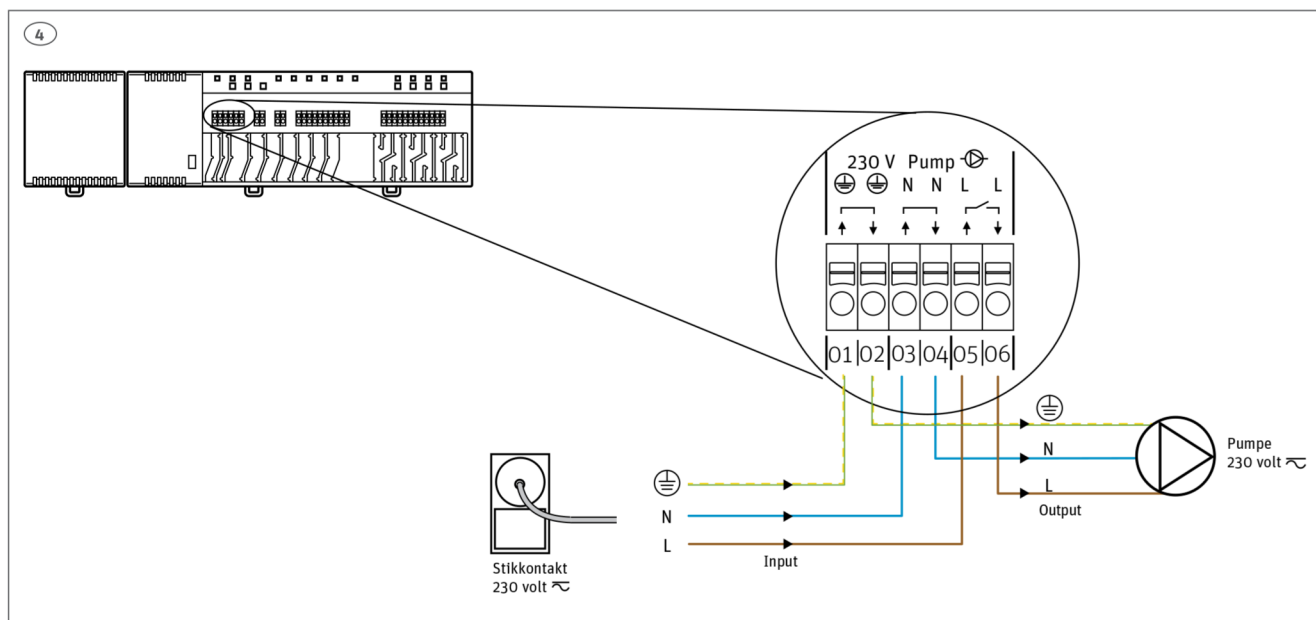 4
230 V Pump
N N L L
01 02 03 04 05 06
N
L
Output
Pumpe
230 volt
N
L
Input
Stikkontakt
230 volt